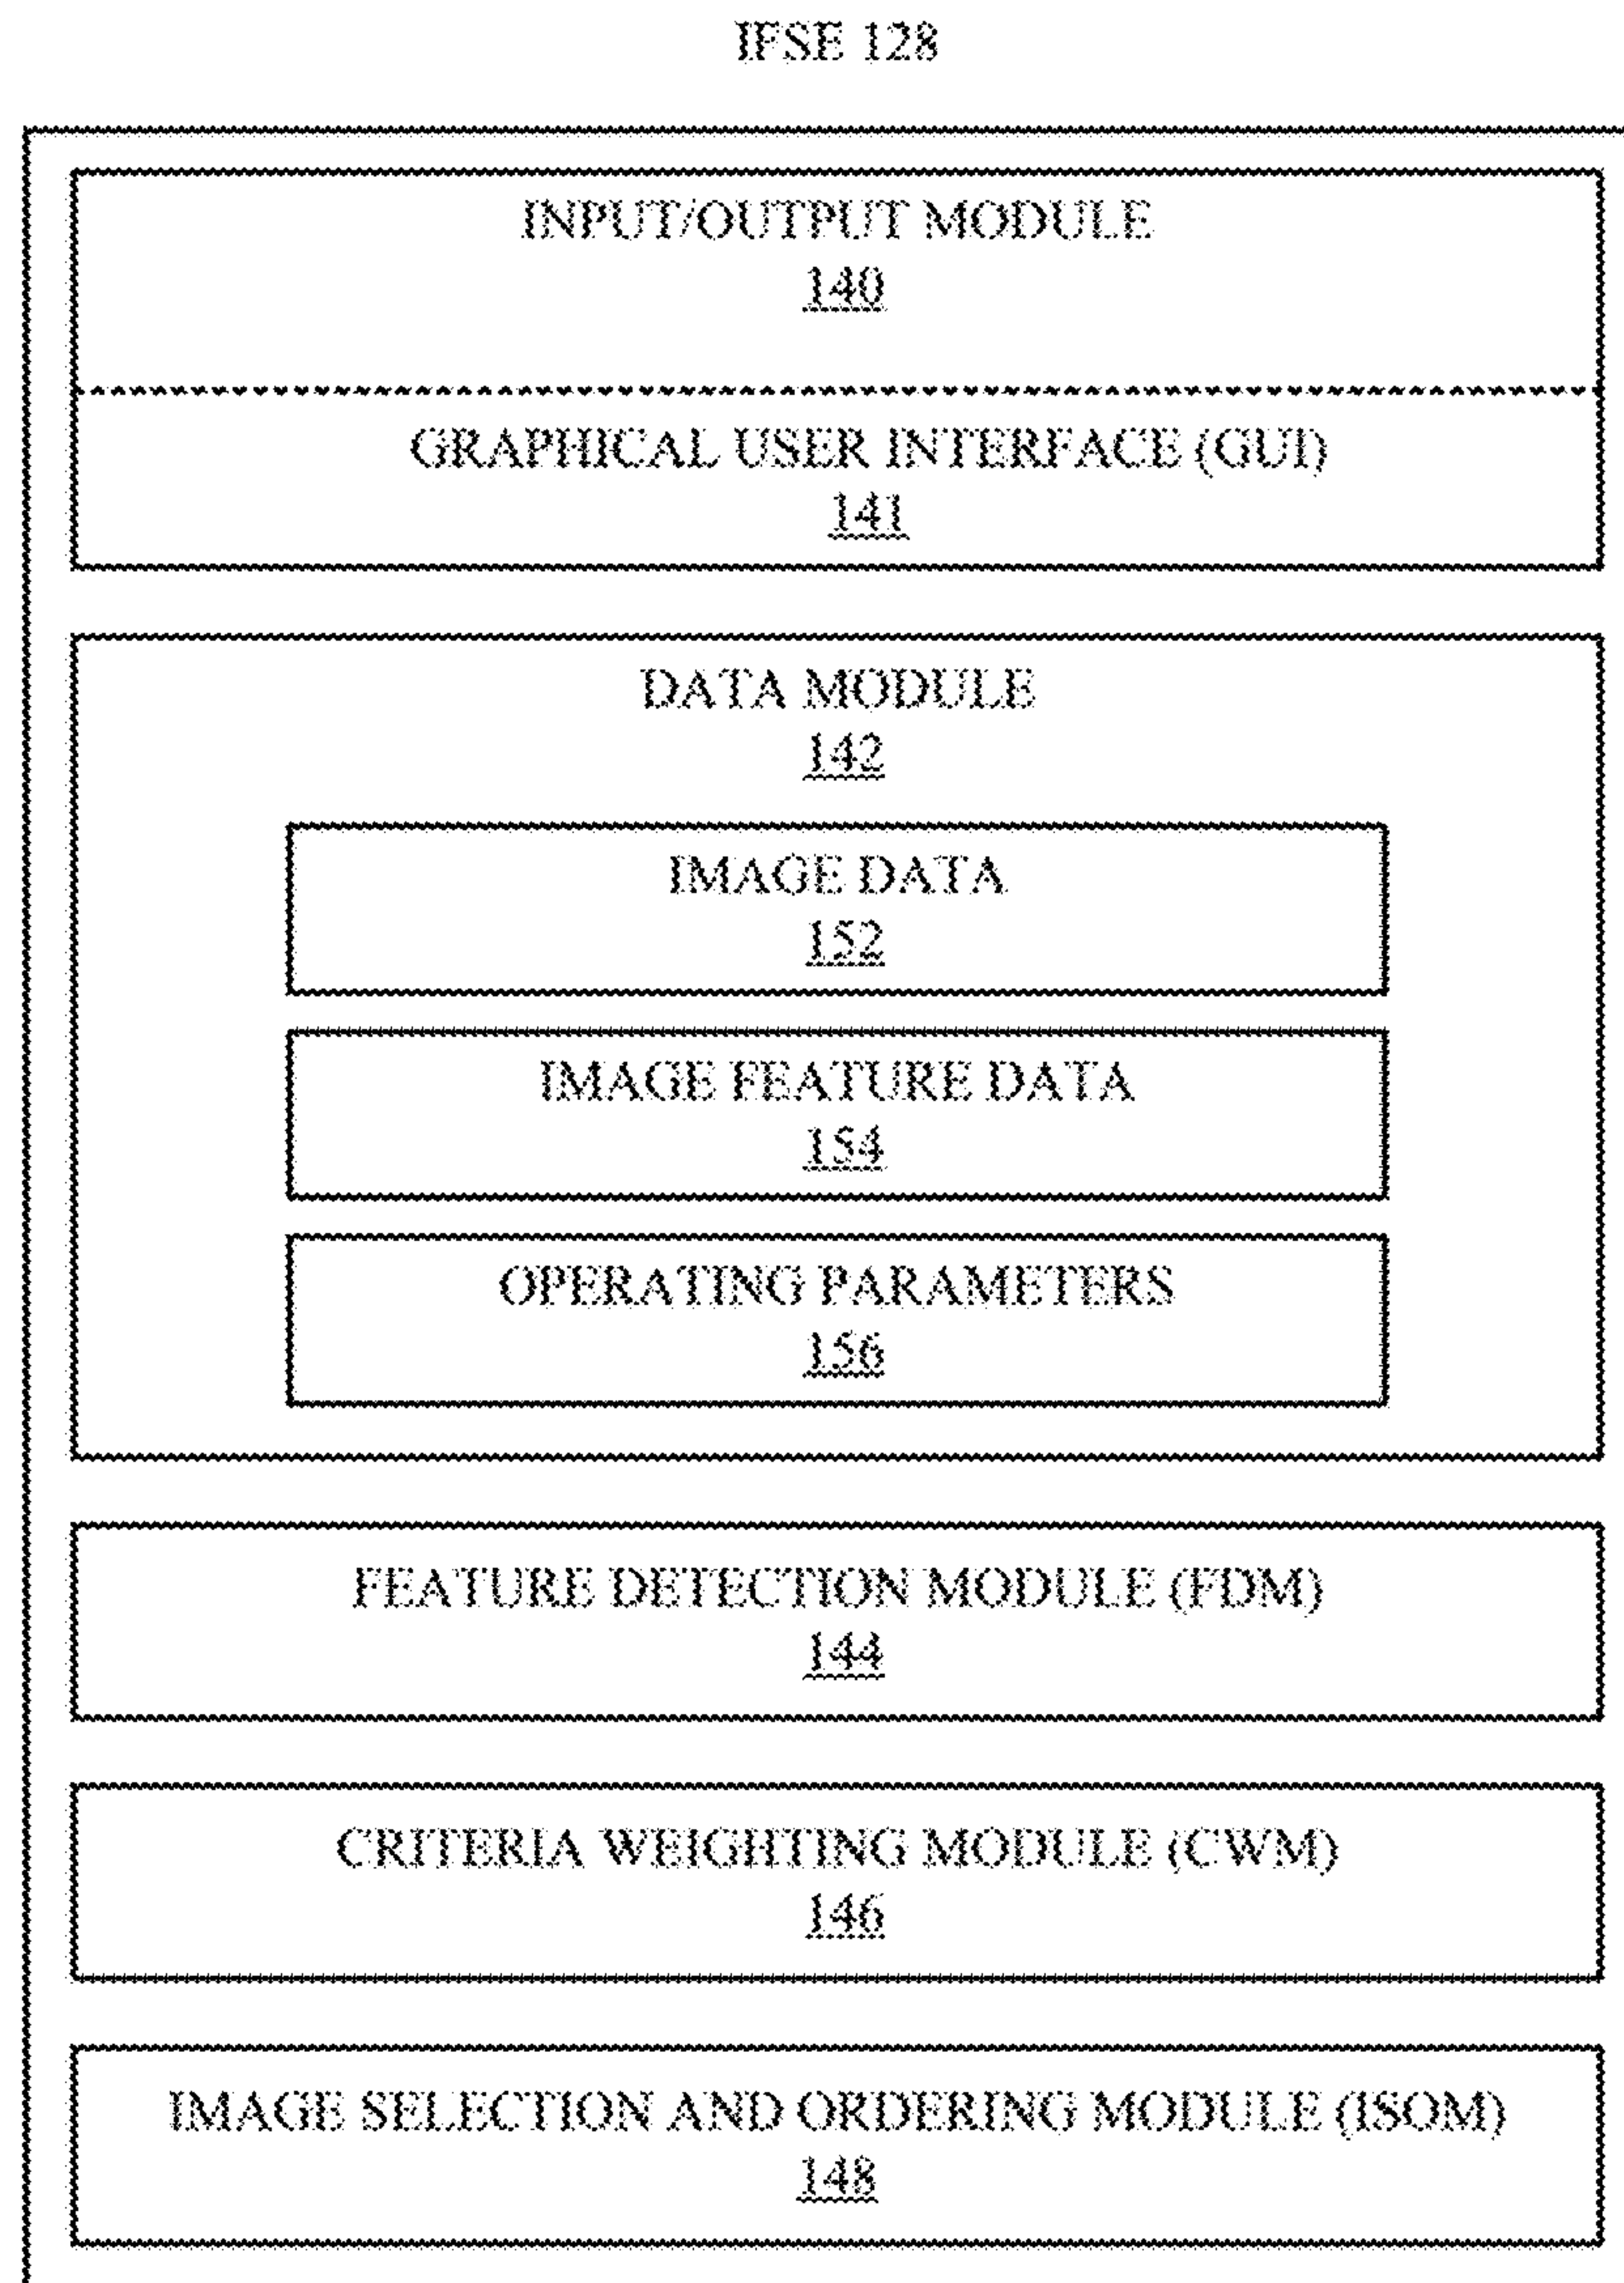 IFSE 128
INPUT/OUTPUT MODULE
140
GRAPHICAL USER INTERFACE (GUI)
141
DATA MODULE
142
IMAGE DATA
152
IMAGE FEATURE DATA
154
OPERATING PARAMETERS
156
FEATURE DETECTION MODULE (FDM)
144
CRITERIA WEIGHTING MODULE (CWM)
146
IMAGE SELECTION AND ORDERING MODULE (ISOM)
148